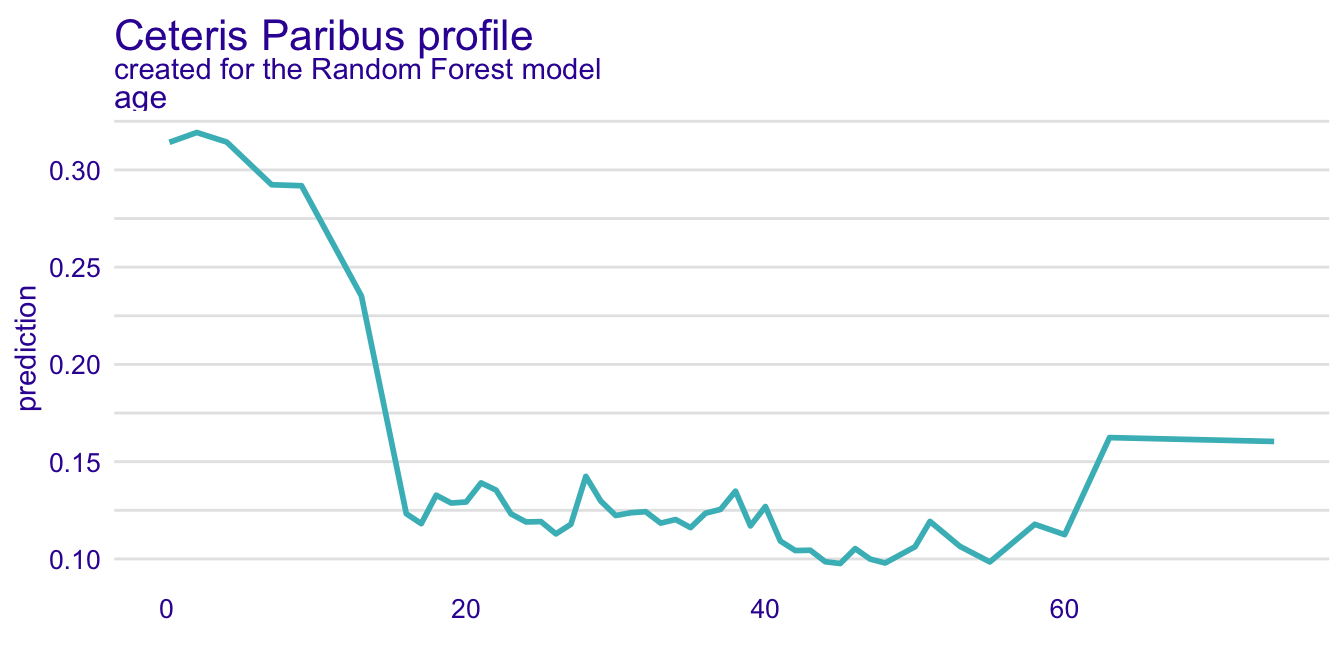 Ceteris Paribus profile
created for the Random Forest model
age
prediction
0.30
0.25
0.20
0.15
0.10
0 20 40 60